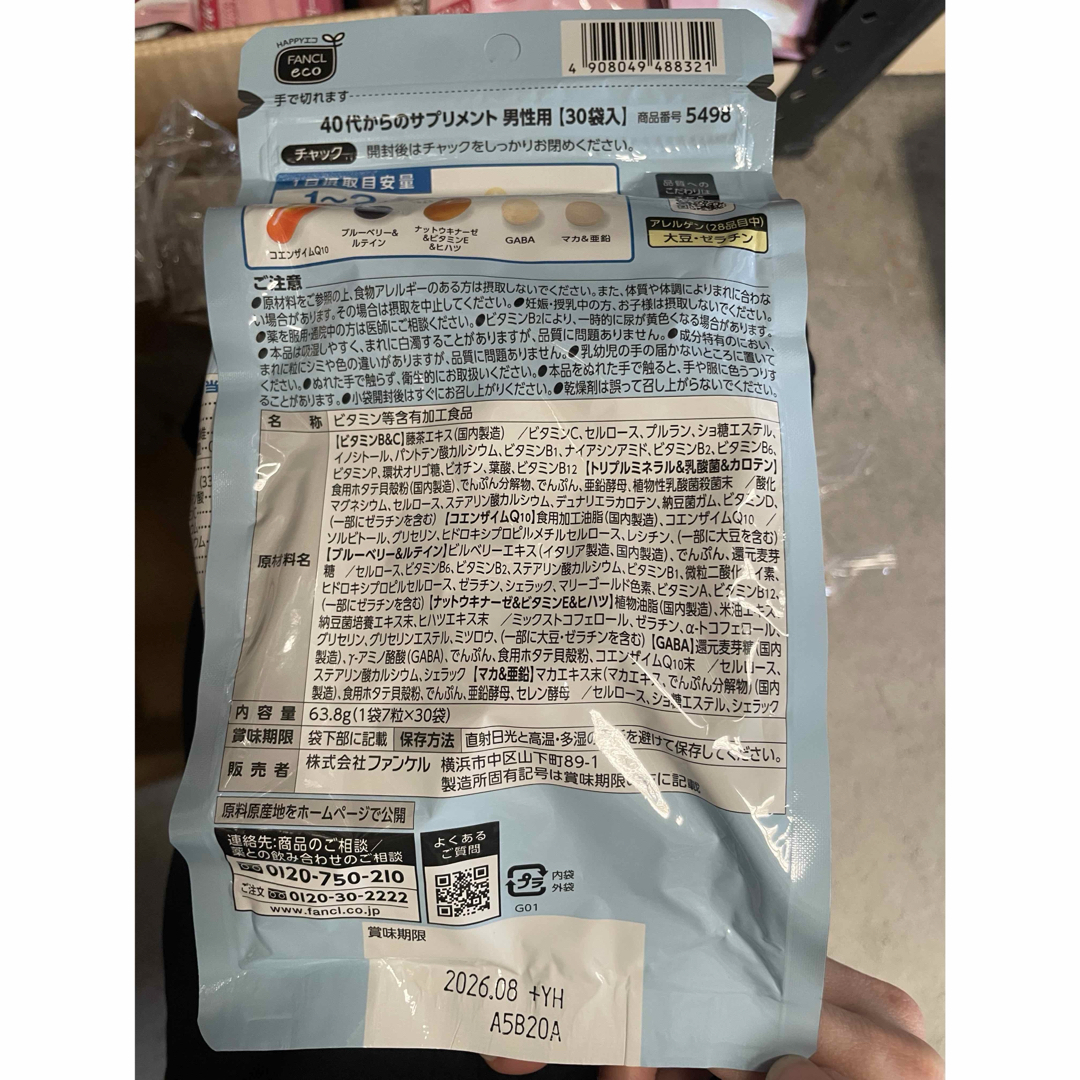 HAPPYエコ
FANCL
eco
4 908049 488321
手で切れます
40代からのサプリメント 男性用【30袋入】 商品番号 5498
チャック 開封後はチャックをしっかりお閉めください。
1日摂取目安量
品質への
こだわりは
コエンザイムQ10
ブルーベリー&
ルテイン
ナットウキナーゼ
&ビタミンE
&ヒハツ
GABA
マカ&亜鉛
アレルゲン(28品目中)
大豆・ゼラチン
ご注意
●原材料をご参照の上、食物アレルギーのある方は摂取しないでください。また、体質や体調によりまれに合わな
い場合があります。その場合は摂取を中止してください。●妊娠・授乳中の方、お子様は摂取しないでください。
●薬を服用・通院中の方は医師にご相談ください。●ビタミンB2により、一時的に尿が黄色くなる場合があります。
●本品は吸湿しやすく、まれに白濁することがありますが、品質に問題ありません。●成分特有のにおい、
まれに粒にシミや色の違いがありますが、品質に問題ありません。●乳幼児の手の届かないところに置いて
ください。●ぬれた手で触らず、衛生的にお取扱いください。●本品をぬれた手で触ると、手や服に色がうつりす
ることがあります。●小袋開封後はすぐにお召し上がりください。●乾燥剤は誤って召し上がらないでください。
名 称 ビタミン等含有加工食品
原材料名
【ビタミンB&C】藤茶エキス(国内製造) /ビタミンC、セルロース、プルラン、ショ糖エステル、
イノシトール、パントテン酸カルシウム、ビタミンB1、ナイアシンアミド、ビタミンB2、ビタミンB6、
ビタミンP、環状オリゴ糖、ビオチン、葉酸、ビタミンB12【トリプルミネラル&乳酸菌&カロテン】
食用ホタテ貝殻粉(国内製造)、でんぷん分解物、でんぷん、亜鉛酵母、植物性乳酸菌殺菌末 /酸化
マグネシウム、セルロース、ステアリン酸カルシウム、デュナリエラカロテン、納豆菌ガム、ビタミンD、
(一部にゼラチンを含む)【コエンザイムQ10】食用加工油脂(国内製造)、コエンザイムQ10 /
ソルビトール、グリセリン、ヒドロキシプロピルメチルセルロース、レシチン、(一部に大豆を含む)
【ブルーベリー&ルテイン】ビルベリーエキス(イタリア製造、国内製造)、でんぷん、還元麦芽
糖 /セルロース、ビタミンB6、ビタミンB2、ステアリン酸カルシウム、ビタミンB1、微粒二酸化ケイ素、
ヒドロキシプロピルセルロース、ゼラチン、シェラック、マリーゴールド色素、ビタミンA、ビタミンB12、
(一部にゼラチンを含む)【ナットウキナーゼ&ビタミンE&ヒハツ】植物油脂(国内製造)、米油エキス、
納豆菌培養エキス末、ヒハツエキス末 /ミックストコフェロール、ゼラチン、α-トコフェロール、
グリセリン、グリセリンエステル、ミツロウ、(一部に大豆・ゼラチンを含む)【GABA】還元麦芽糖(国内
製造)、γ-アミノ酪酸(GABA)、でんぷん、食用ホタテ貝殻粉、コエンザイムQ10末 /セルロース、
ステアリン酸カルシウム、シェラック【マカ&亜鉛】マカエキス末(マカエキス、でんぷん分解物)(国内
製造)、食用ホタテ貝殻粉、でんぷん、亜鉛酵母、セレン酵母 /セルロース、ショ糖エステル、シェラック
内容量 63.8g(1袋7粒×30袋)
賞味期限 袋下部に記載 保存方法 直射日光と高温・多湿の を避けて保存してください。
販売者 株式会社ファンケル 横浜市中区山下町89-1
製造所固有記号は賞味期限 に記載
原料原産地をホームページで公開
連絡先:商品のご相談/
薬との飲み合わせのご相談
0120-750-210
ご注文 0120-30-2222
www.fancl.co.jp
よくある
ご質問
プラ
内袋
外袋
G01
賞味期限
2026.08 +YH
A5B20A